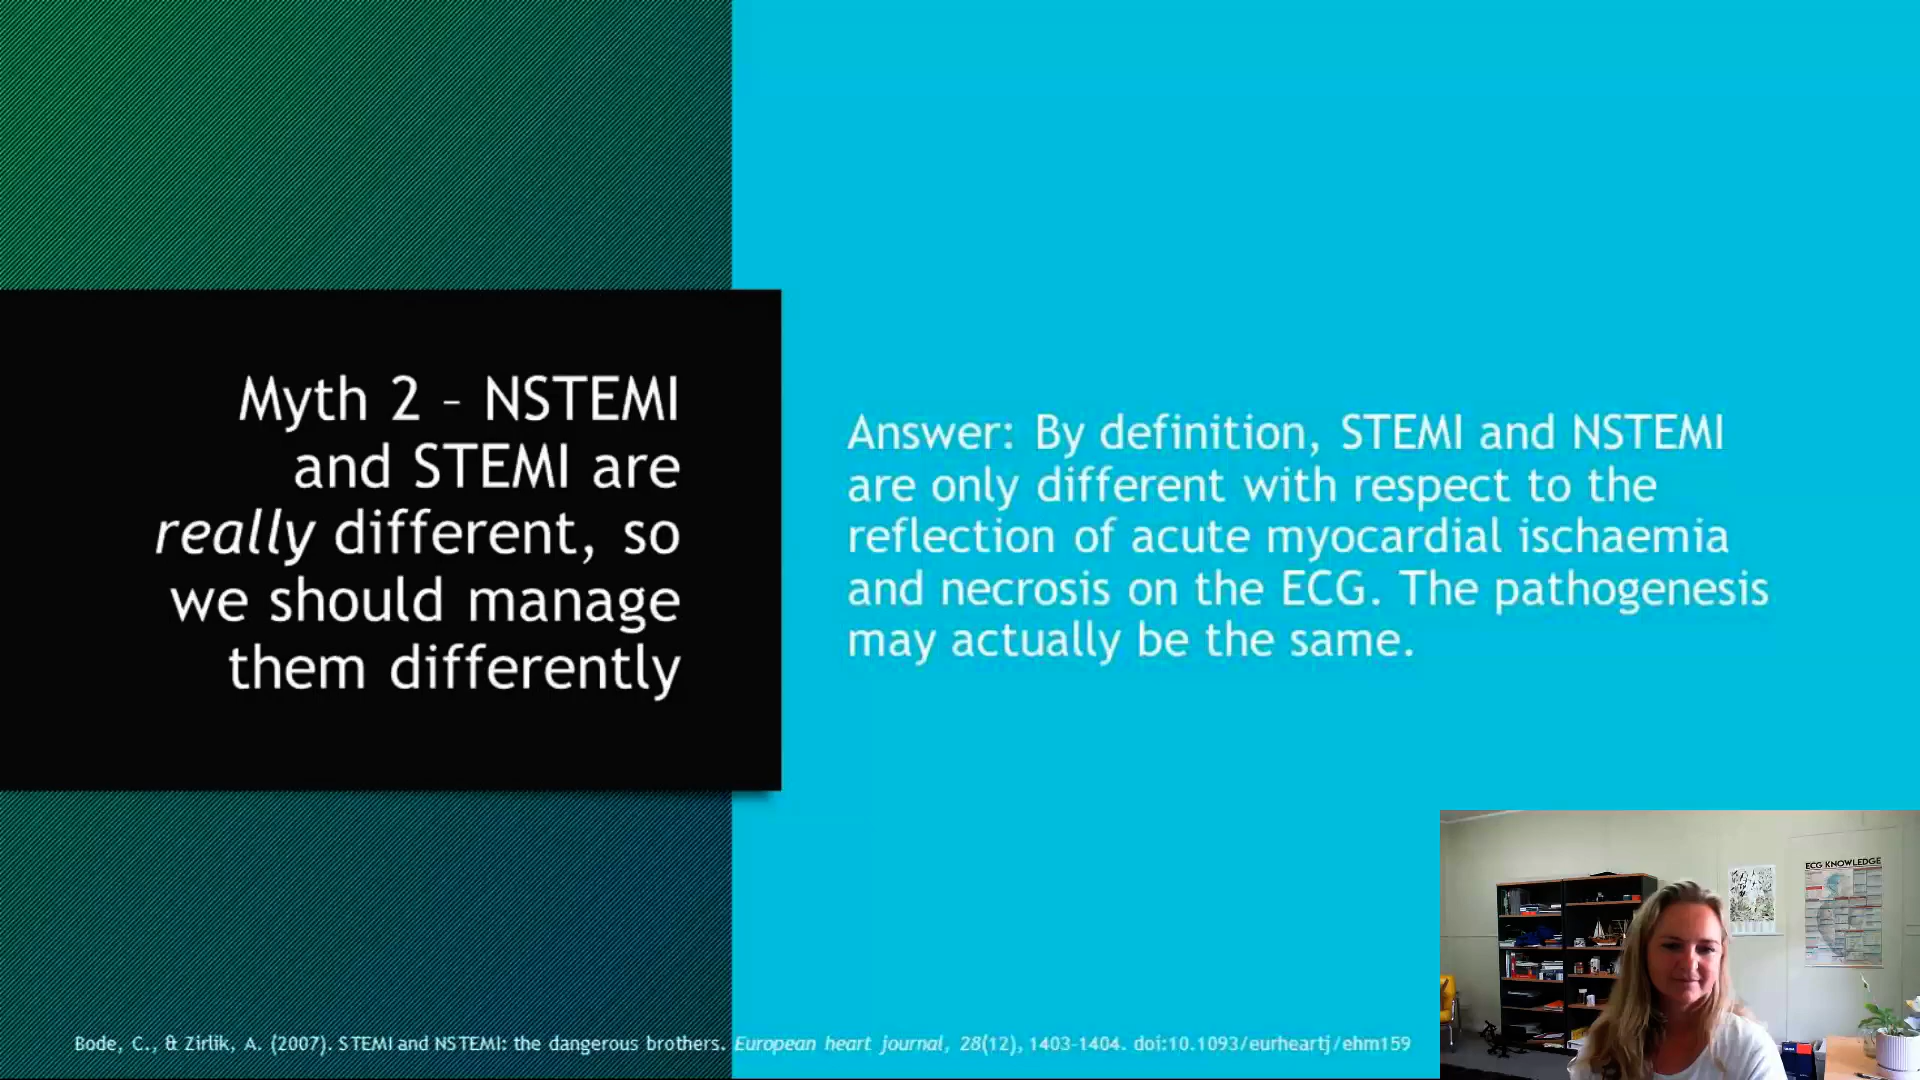 Myth 2 – NSTEMI
and STEMI are
really different, so
we should manage
them differently
Answer: By definition, STEMI and NSTEMI
are only different with respect to the
reflection of acute myocardial ischaemia
and necrosis on the ECG. The pathogenesis
may actually be the same.
ECG KNOWLEDGE
Bode, C., & Zirlik, A. (2007). STEMI and NSTEMI: the dangerous brothers. European heart journal, 28(12), 1403-1404. doi:10.1093/eurheartj/ehm159